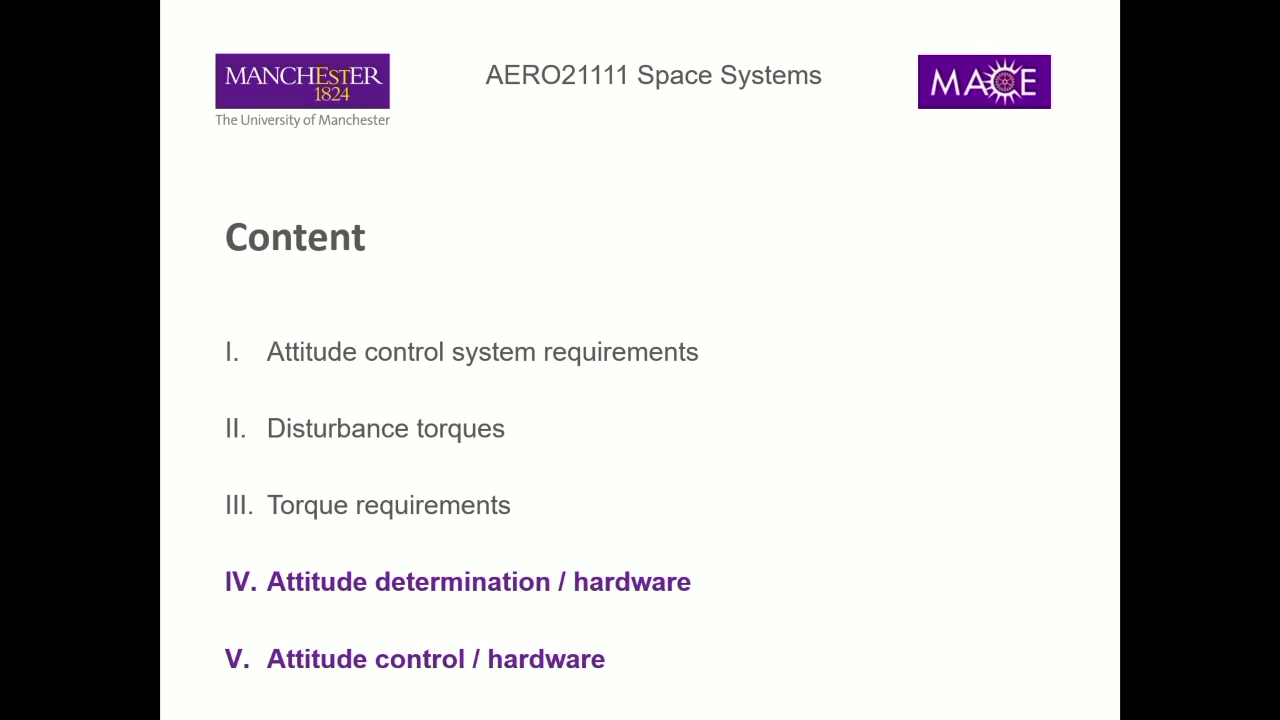 MANCHESTER
1824
The University of Manchester
AERO21111 Space Systems
MACE
Content
I. Attitude control system requirements
II. Disturbance torques
III. Torque requirements
IV. Attitude determination / hardware
V. Attitude control / hardware